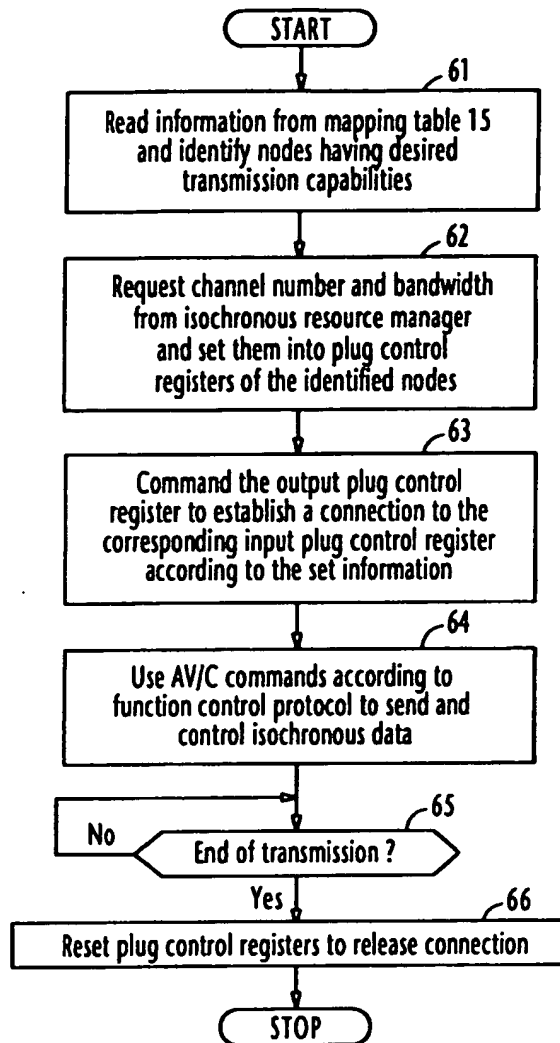 START
61
Read information from mapping table 15
and identify nodes having desired
transmission capabilities
62
Request channel number and bandwidth
from isochronous resource manager
and set them into plug control
registers of the identified nodes
63
Command the output plug control
register to establish a connection to the
corresponding input plug control register
according to the set information
64
Use AV/C commands according to
function control protocol to send and
control isochronous data
65
No
End of transmission ?
Yes
66
Reset plug control registers to release connection
STOP